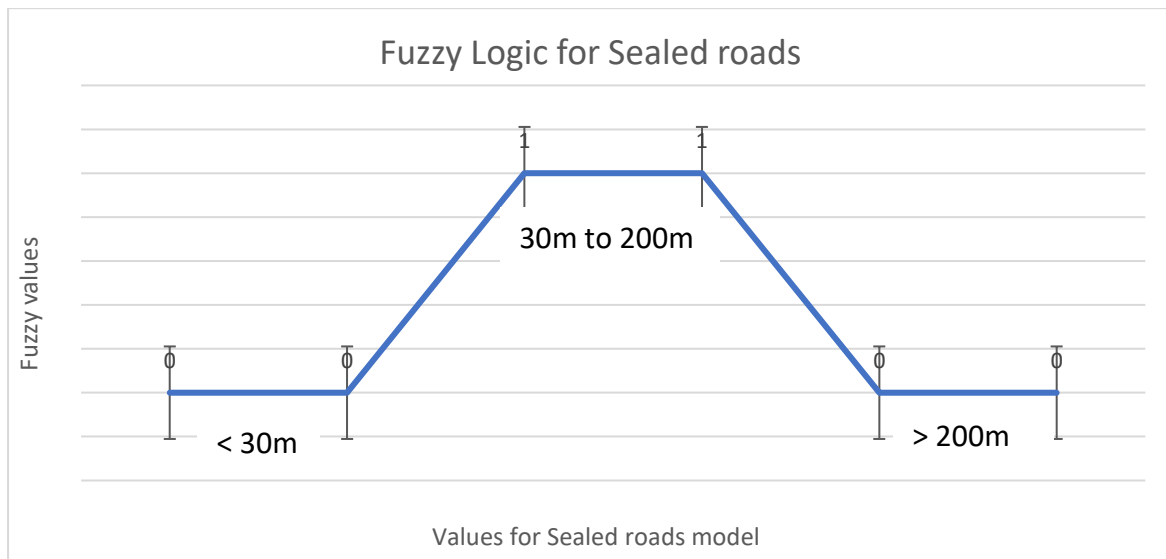 Fuzzy Logic for Sealed roads
1 1
30m to 200m
Fuzzy values
0 0 0 0
< 30m > 200m
Values for Sealed roads model